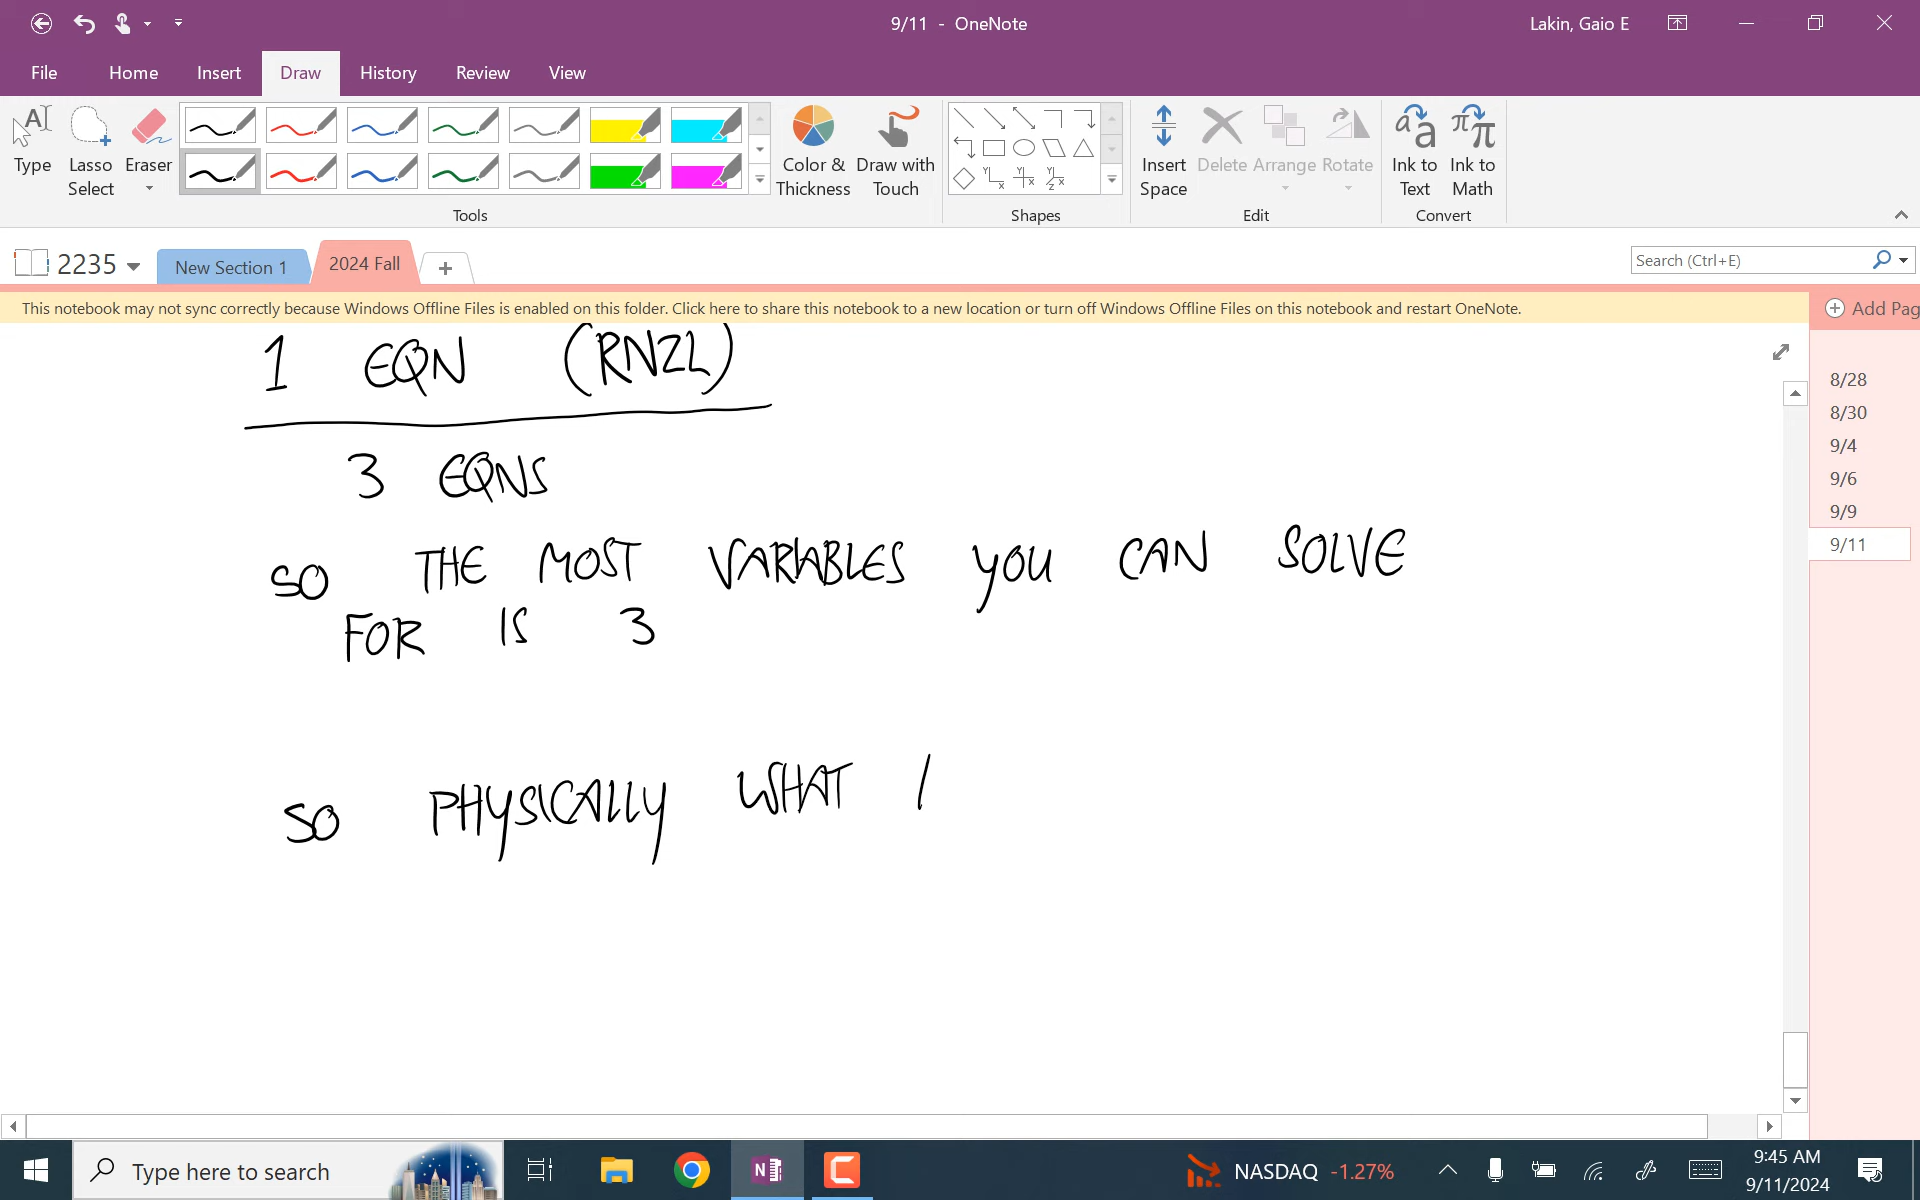 9/11 - OneNote
Lakin, Gaio E
File Home Insert Draw History Review View
Type
Lasso Select
Eraser
Color & Thickness
Draw with Touch
Insert Space
Delete
Arrange
Rotate
Ink to Text
Ink to Math
Tools
Shapes
Edit
Convert
2235
New Section 1
2024 Fall
Search (Ctrl+E)
This notebook may not sync correctly because Windows Offline Files is enabled on this folder. Click here to share this notebook to a new location or turn off Windows Offline Files on this notebook and restart OneNote.
Add Pag
8/28
8/30
9/4
9/6
9/9
9/11
1 EQN (RNZL)
3 EQNS
SO THE MOST VARIABLES YOU CAN SOLVE
FOR IS 3
SO PHYSICALLY WHAT I
Type here to search
NASDAQ -1.27%
9:45 AM
9/11/2024